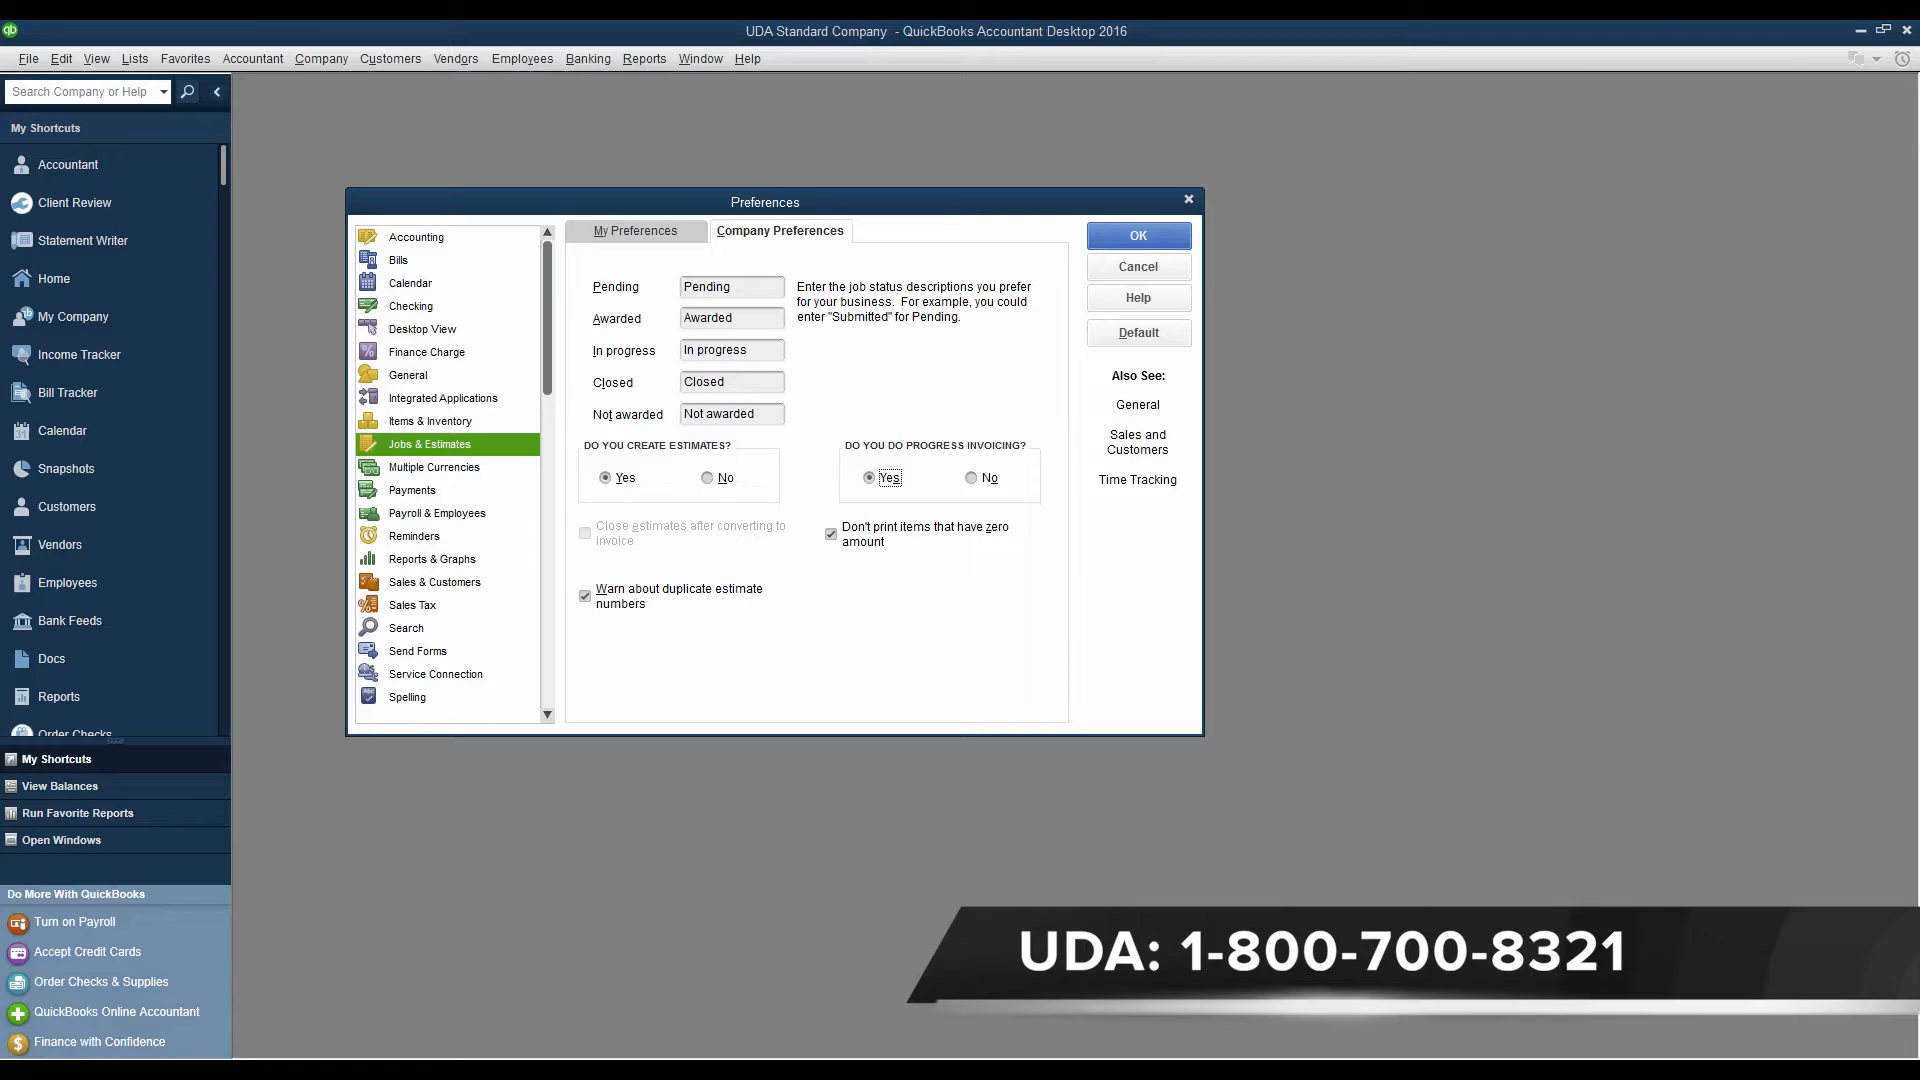 UDA Standard Company - QuickBooks Accountant Desktop 2016
File Edit View Lists Favorites Accountant Company Customers Vendors Employees Banking Reports Window Help
Search Company or Help
My Shortcuts
Accountant
Client Review
Statement Writer
Home
My Company
Income Tracker
Bill Tracker
Calendar
Snapshots
Customers
Vendors
Employees
Bank Feeds
Docs
Reports
Order Checks
My Shortcuts
View Balances
Run Favorite Reports
Open Windows
Do More With QuickBooks
Turn on Payroll
Accept Credit Cards
Order Checks & Supplies
QuickBooks Online Accountant
Finance with Confidence
Preferences
Accounting
Bills
Calendar
Checking
Desktop View
Finance Charge
General
Integrated Applications
Items & Inventory
Jobs & Estimates
Multiple Currencies
Payments
Payroll & Employees
Reminders
Reports & Graphs
Sales & Customers
Sales Tax
Search
Send Forms
Service Connection
Spelling
My Preferences Company Preferences
Pending Pending
Awarded Awarded
In progress In progress
Closed Closed
Not awarded Not awarded
Enter the job status descriptions you prefer
for your business. For example, you could
enter "Submitted" for Pending.
DO YOU CREATE ESTIMATES?
Yes No
Close estimates after converting to
invoice
Warn about duplicate estimate
numbers
DO YOU DO PROGRESS INVOICING?
Yes No
Don't print items that have zero
amount
OK
Cancel
Help
Default
Also See:
General
Sales and
Customers
Time Tracking
UDA: 1-800-700-8321